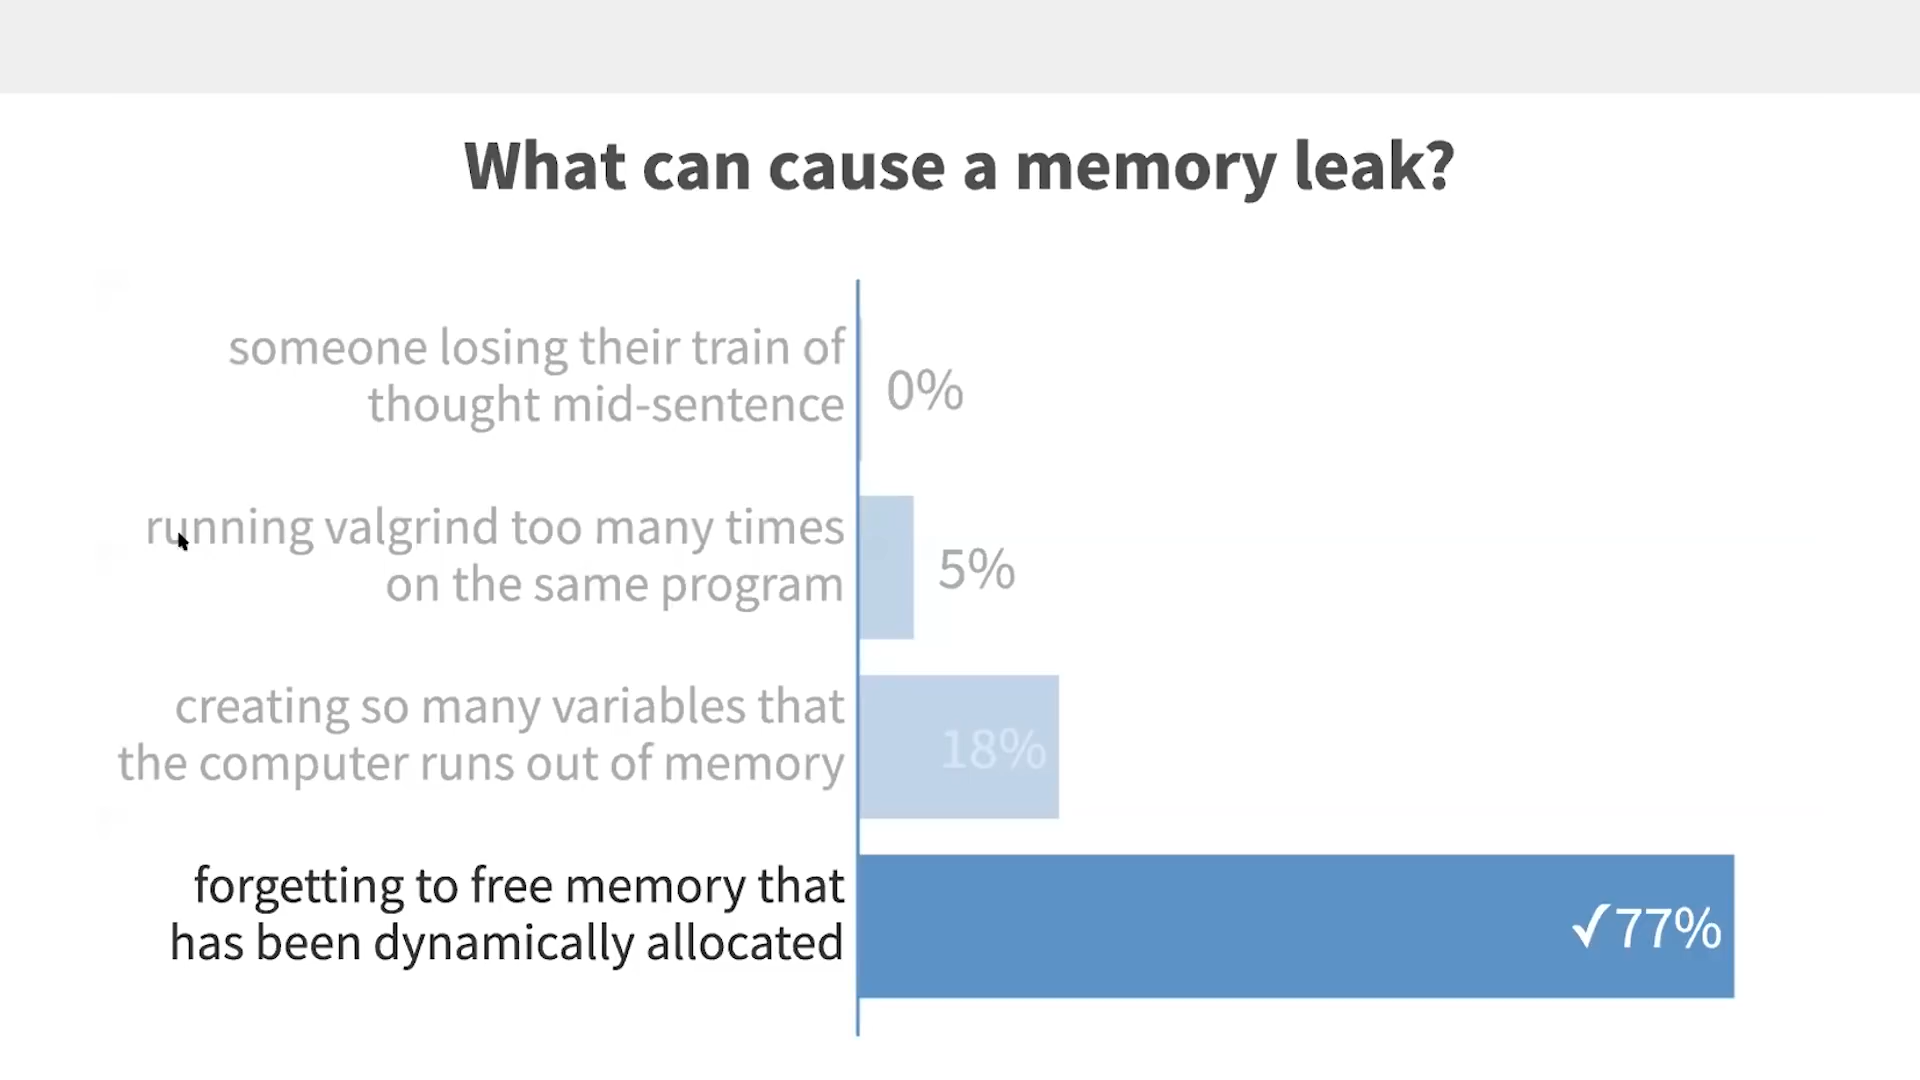 What can cause a memory leak?
someone losing their train of
thought mid-sentence
0%
running valgrind too many times
on the same program
5%
creating so many variables that
the computer runs out of memory
18%
forgetting to free memory that
has been dynamically allocated
✓77%